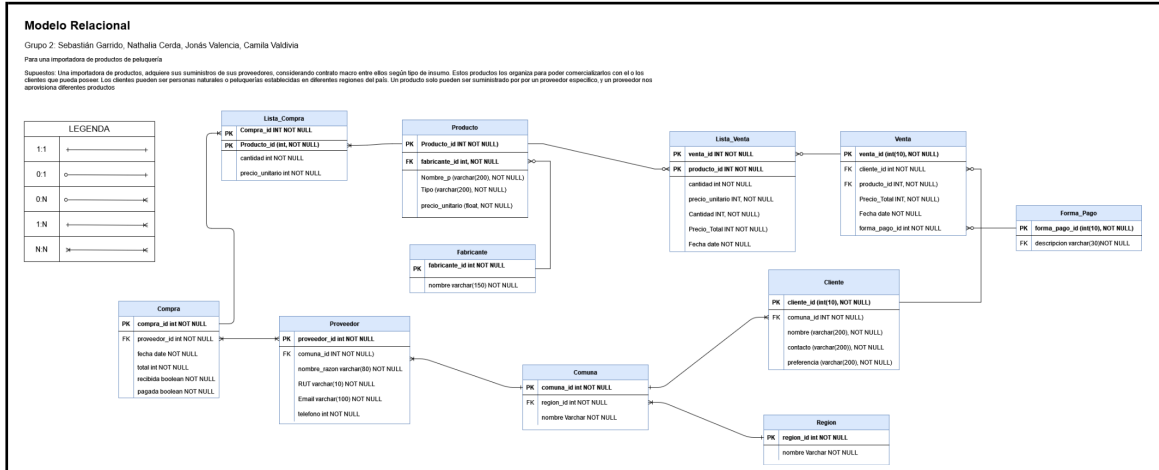 Modelo Relacional
Grupo 2: Sebastián Garrido, Nathalia Cerda, Jonás Valencia, Camila Valdivia
Para una importadora de productos de peluquería
Supuestos: Una importadora de productos, adquiere sus suministros de sus proveedores, considerando contrato macro entre ellos según tipo de insumo. Estos productos los organiza para poder comercializarlos con el o los
clientes que pueda poseer. Los clientes pueden ser personas naturales o peluquerías establecidas en diferentes regiones del país. Un producto solo pueden ser suministrado por por un proveedor especifico, y un proveedor nos
aprovisiona diferentes productos
LEGENDA
1:1
0:1
0:N
1:N
N:N
Lista_Compra
PK Compra_id INT NOT NULL
PK Producto_id (int, NOT NULL)
cantidad int NOT NULL
precio_unitario int NOT NULL
Producto
PK Producto_id INT NOT NULL)
FK fabricante_id int, NOT NULL
Nombre_p (varchar(200), NOT NULL)
Tipo (varchar(200), NOT NULL)
precio_unitario (float, NOT NULL)
Lista_Venta
PK venta_id INT NOT NULL
PK producto_id INT NOT NULL
cantidad int NOT NULL
precio_unitario INT, NOT NULL
Cantidad INT, NOT NULL)
Precio_Total INT NOT NULL)
Fecha date NOT NULL
Venta
PK venta_id (int(10), NOT NULL)
FK cliente_id int NOT NULL
FK producto_id INT, NOT NULL)
Precio_Total INT, NOT NULL)
Fecha date NOT NULL
forma_pago_id int NOT NULL
Forma_Pago
PK forma_pago_id (int(10), NOT NULL)
FK descripcion varchar(30)NOT NULL
Fabricante
PK fabricante_id int NOT NULL
nombre varchar(150) NOT NULL
Cliente
PK cliente_id (int(10), NOT NULL)
FK comuna_id INT NOT NULL)
nombre (varchar(200), NOT NULL)
contacto (varchar(200)), NOT NULL)
preferencia (varchar(200), NOT NULL)
Compra
PK compra_id int NOT NULL
FK proveedor_id int NOT NULL
fecha date NOT NULL
total int NOT NULL
recibida boolean NOT NULL
pagada boolean NOT NULL
Proveedor
PK proveedor_id int NOT NULL
FK comuna_id INT NOT NULL)
nombre_razon varchar(80) NOT NULL
RUT varchar(10) NOT NULL
Email varchar(100) NOT NULL
telefono int NOT NULL
Comuna
PK comuna_id int NOT NULL
FK region_id int NOT NULL
nombre Varchar NOT NULL
Region
PK region_id int NOT NULL
nombre Varchar NOT NULL